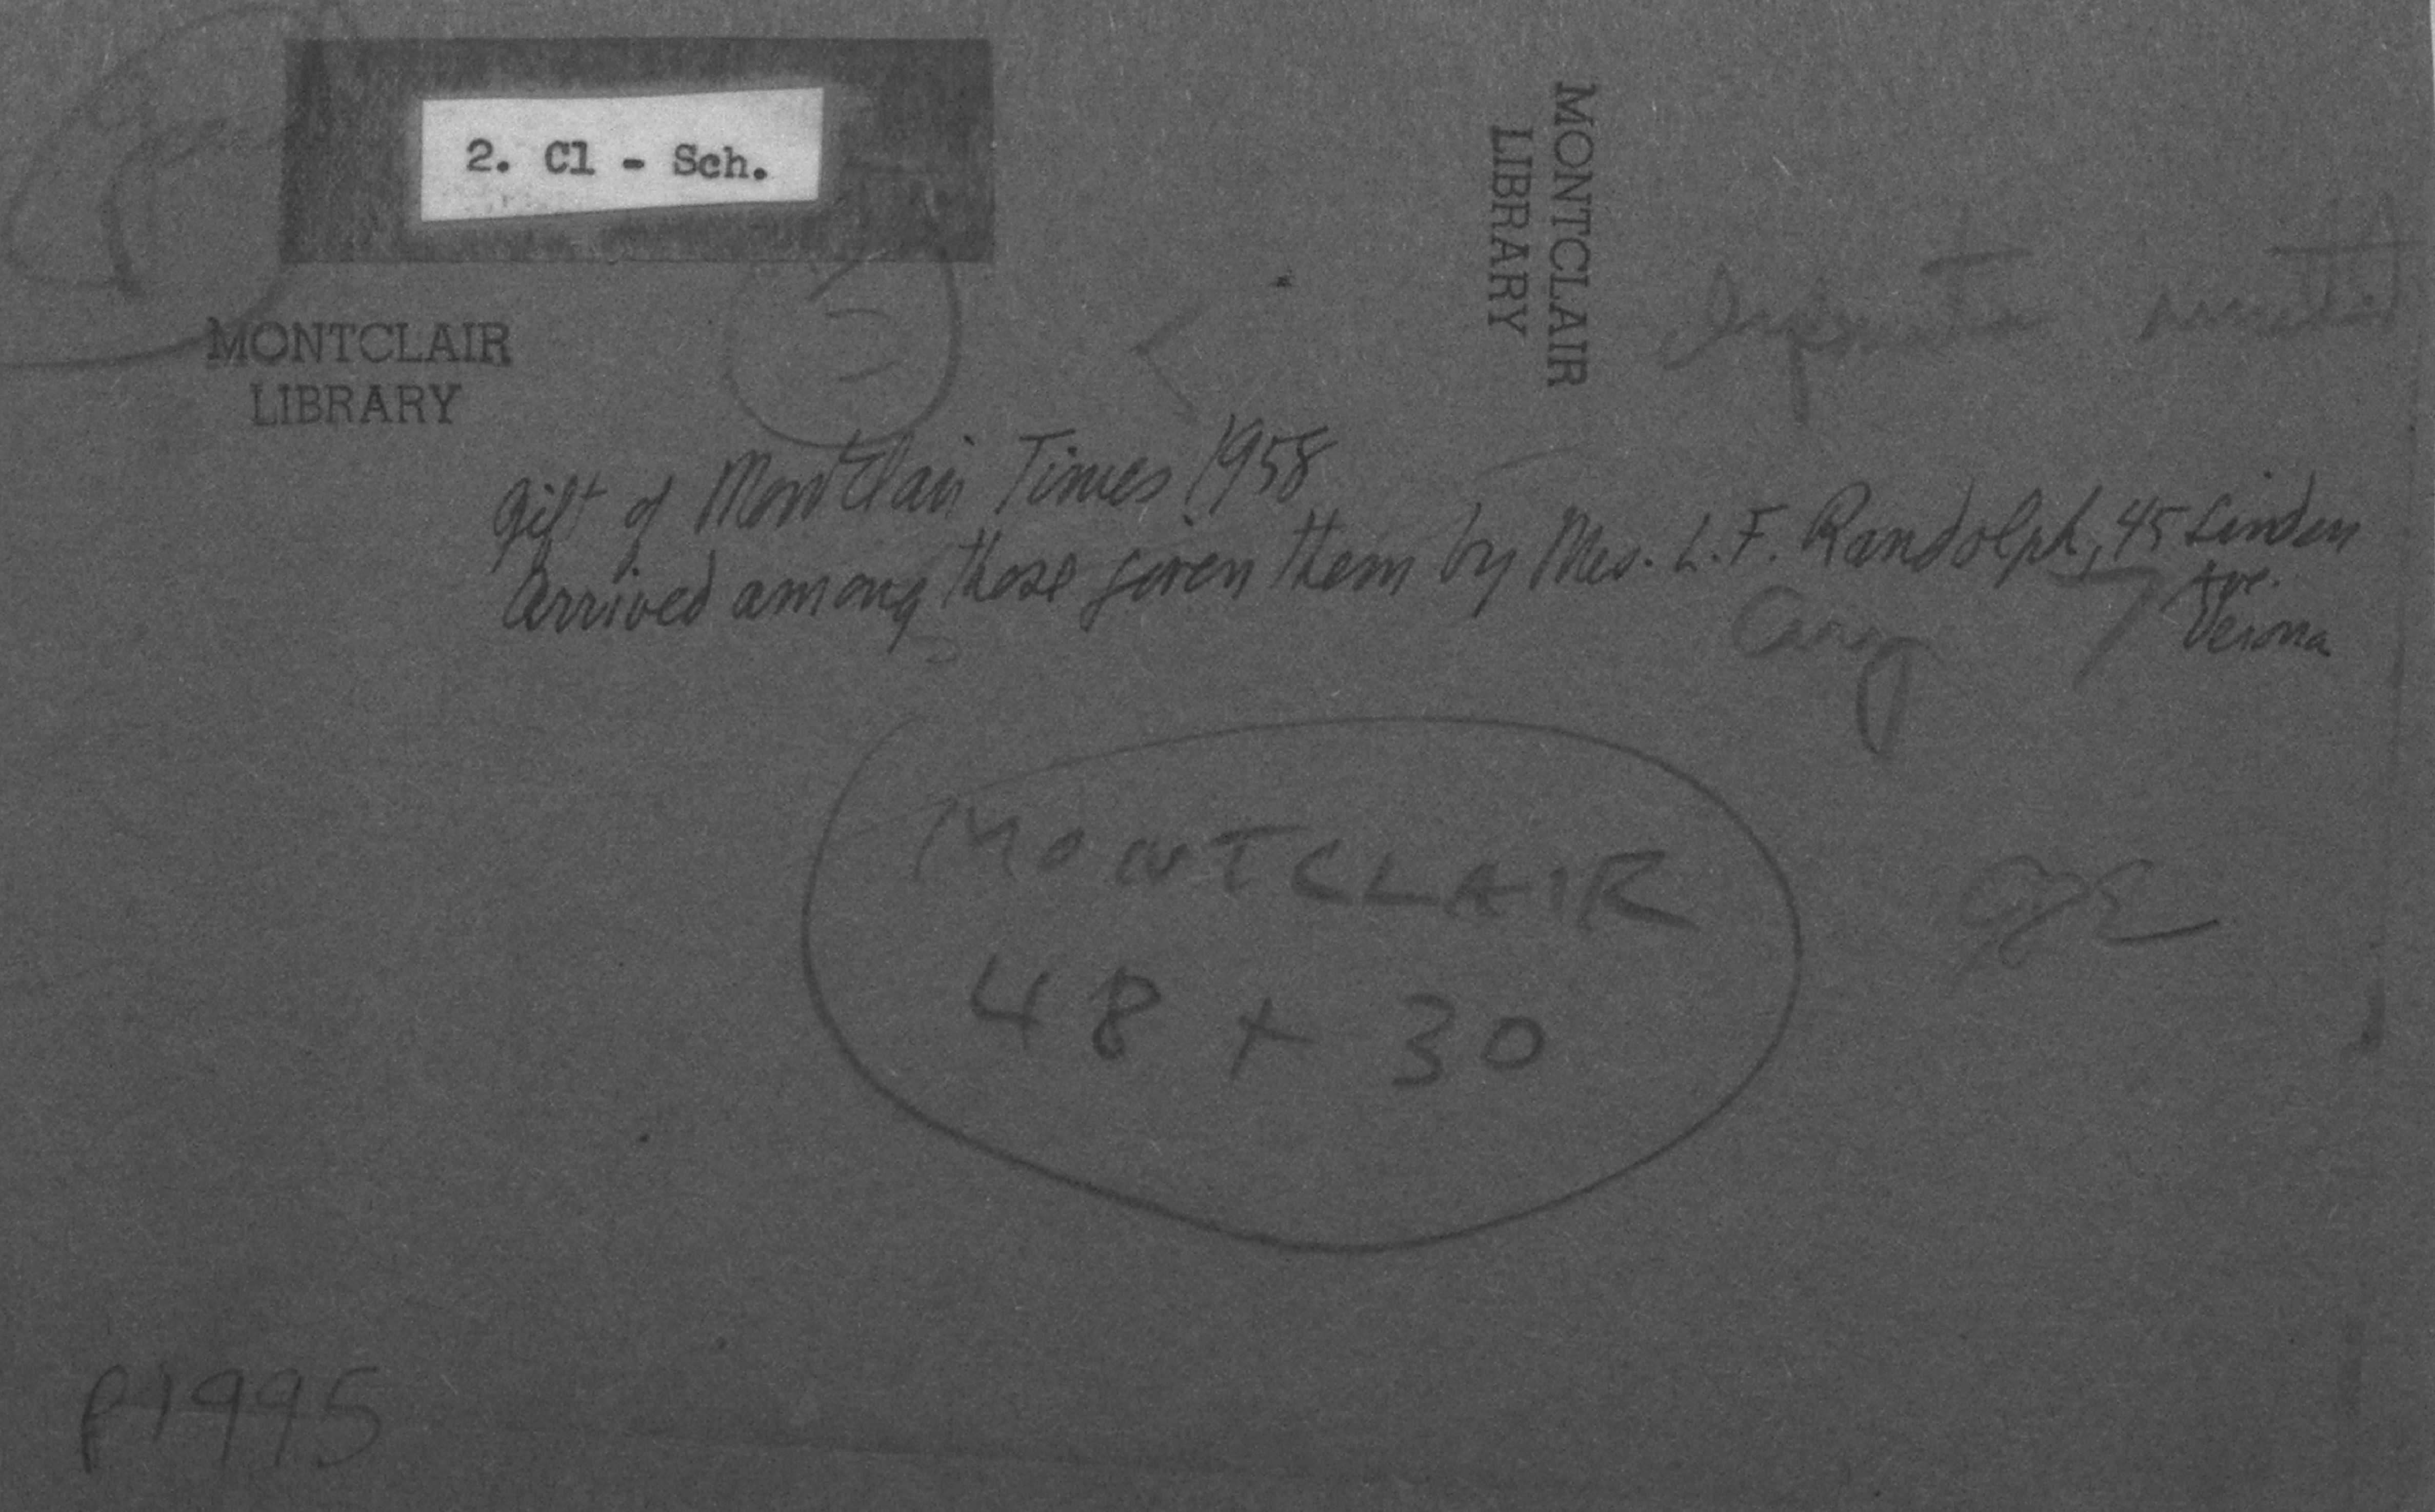 2. Cl - Sch.
MONTCLAIR
LIBRARY
MONTCLAIR
LIBRARY
Gift of Montclair Times 1958
Arrived among those given them by Mrs. L. F. Randolph, 45 Linden
Ave.
Verona
MONTCLAIR
48 x 30
P1995